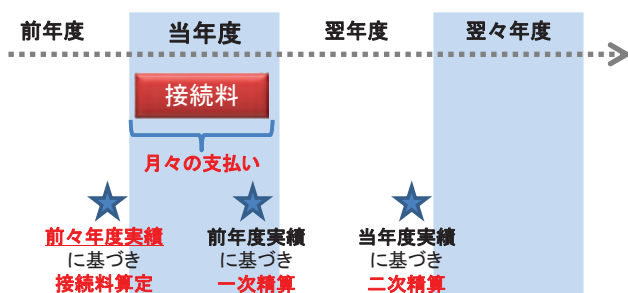 前年度
当年度
翌年度
翌々年度
接続料
月々の支払い
前々年度実績
に基づき
接続料算定
前年度実績
に基づき
一次精算
当年度実績
に基づき
二次精算